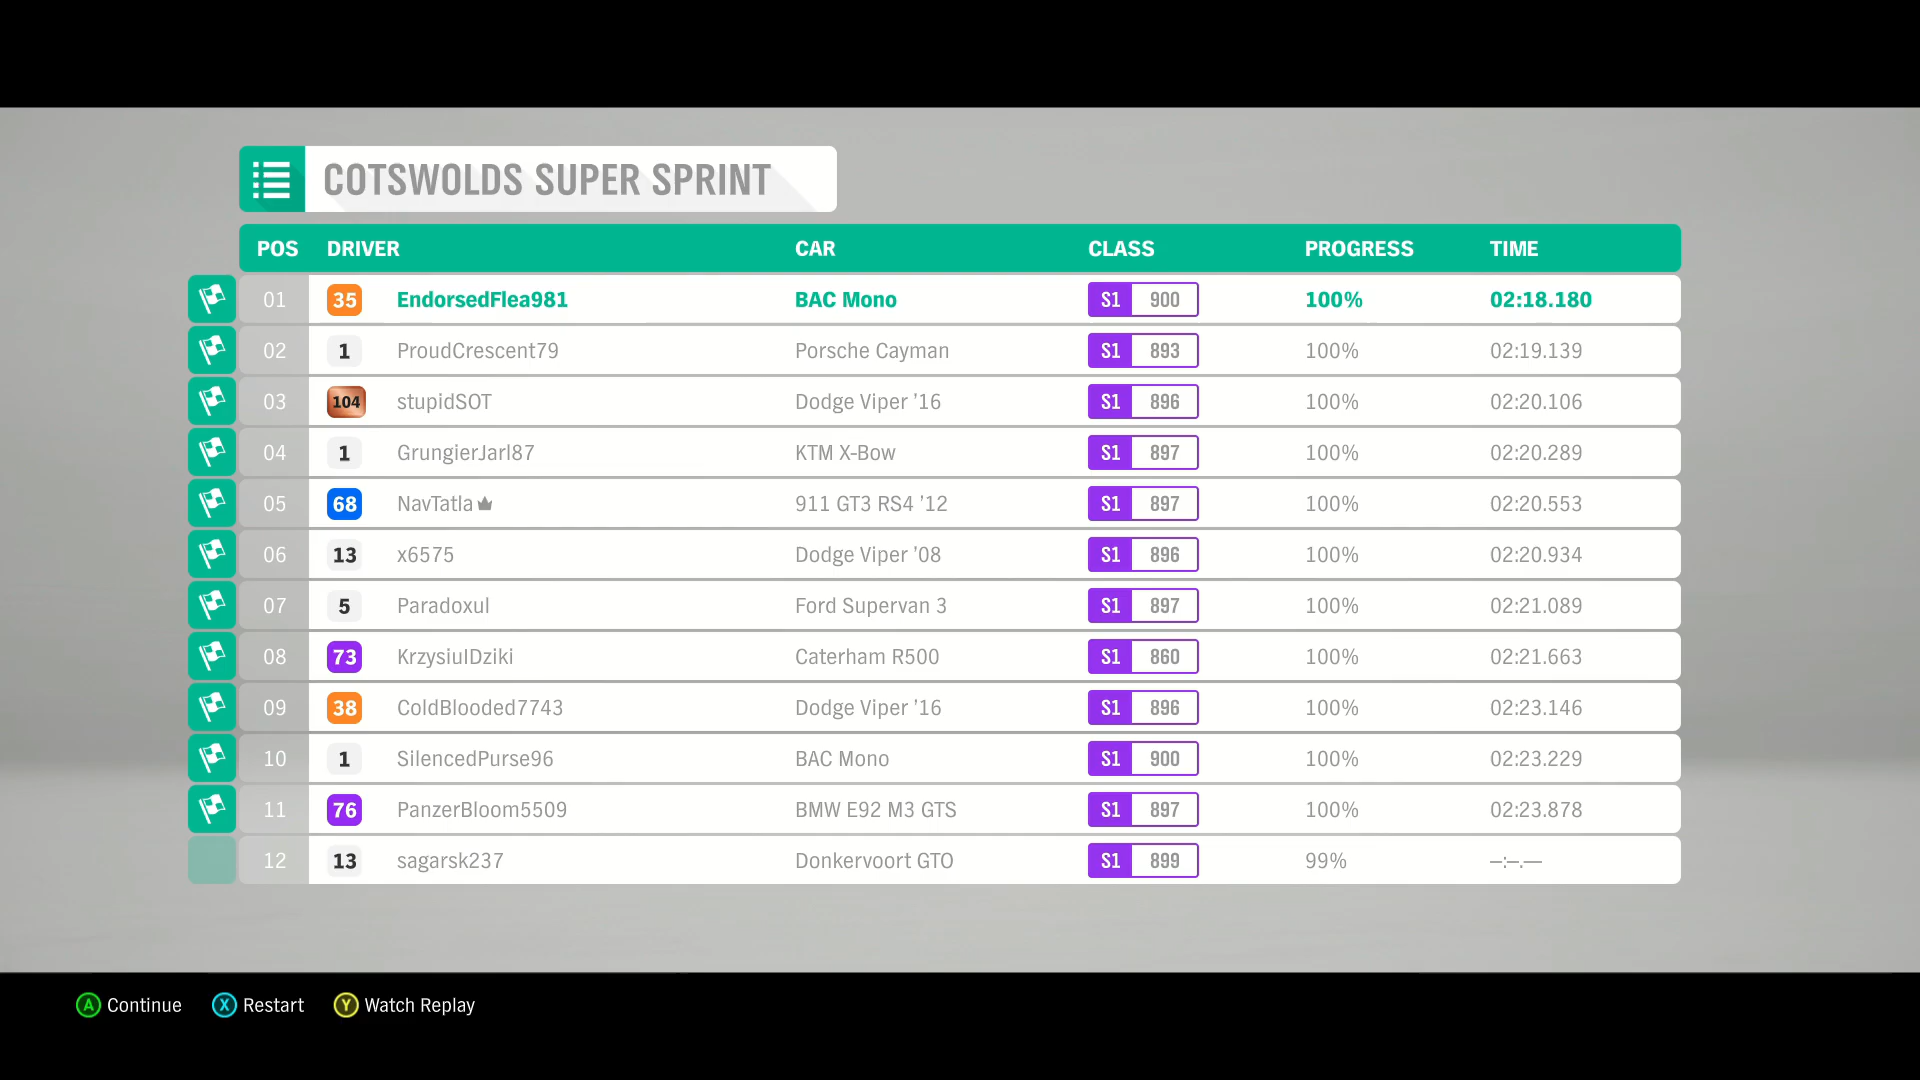 COTSWOLDS SUPER SPRINT
POS DRIVER CAR CLASS PROGRESS TIME
01 35 EndorsedFlea981 BAC Mono S1 900 100% 02:18.180
02 1 ProudCrescent79 Porsche Cayman S1 893 100% 02:19.139
03 104 stupidSOT Dodge Viper ’16 S1 896 100% 02:20.106
04 1 GrungierJarl87 KTM X-Bow S1 897 100% 02:20.289
05 68 NavTatla 911 GT3 RS4 ’12 S1 897 100% 02:20.553
06 13 x6575 Dodge Viper ’08 S1 896 100% 02:20.934
07 5 Paradoxul Ford Supervan 3 S1 897 100% 02:21.089
08 73 KrzysiulDziki Caterham R500 S1 860 100% 02:21.663
09 38 ColdBlooded7743 Dodge Viper ’16 S1 896 100% 02:23.146
10 1 SilencedPurse96 BAC Mono S1 900 100% 02:23.229
11 76 PanzerBloom5509 BMW E92 M3 GTS S1 897 100% 02:23.878
12 13 sagarsk237 Donkervoort GTO S1 899 99% –:–.—
A Continue X Restart Y Watch Replay